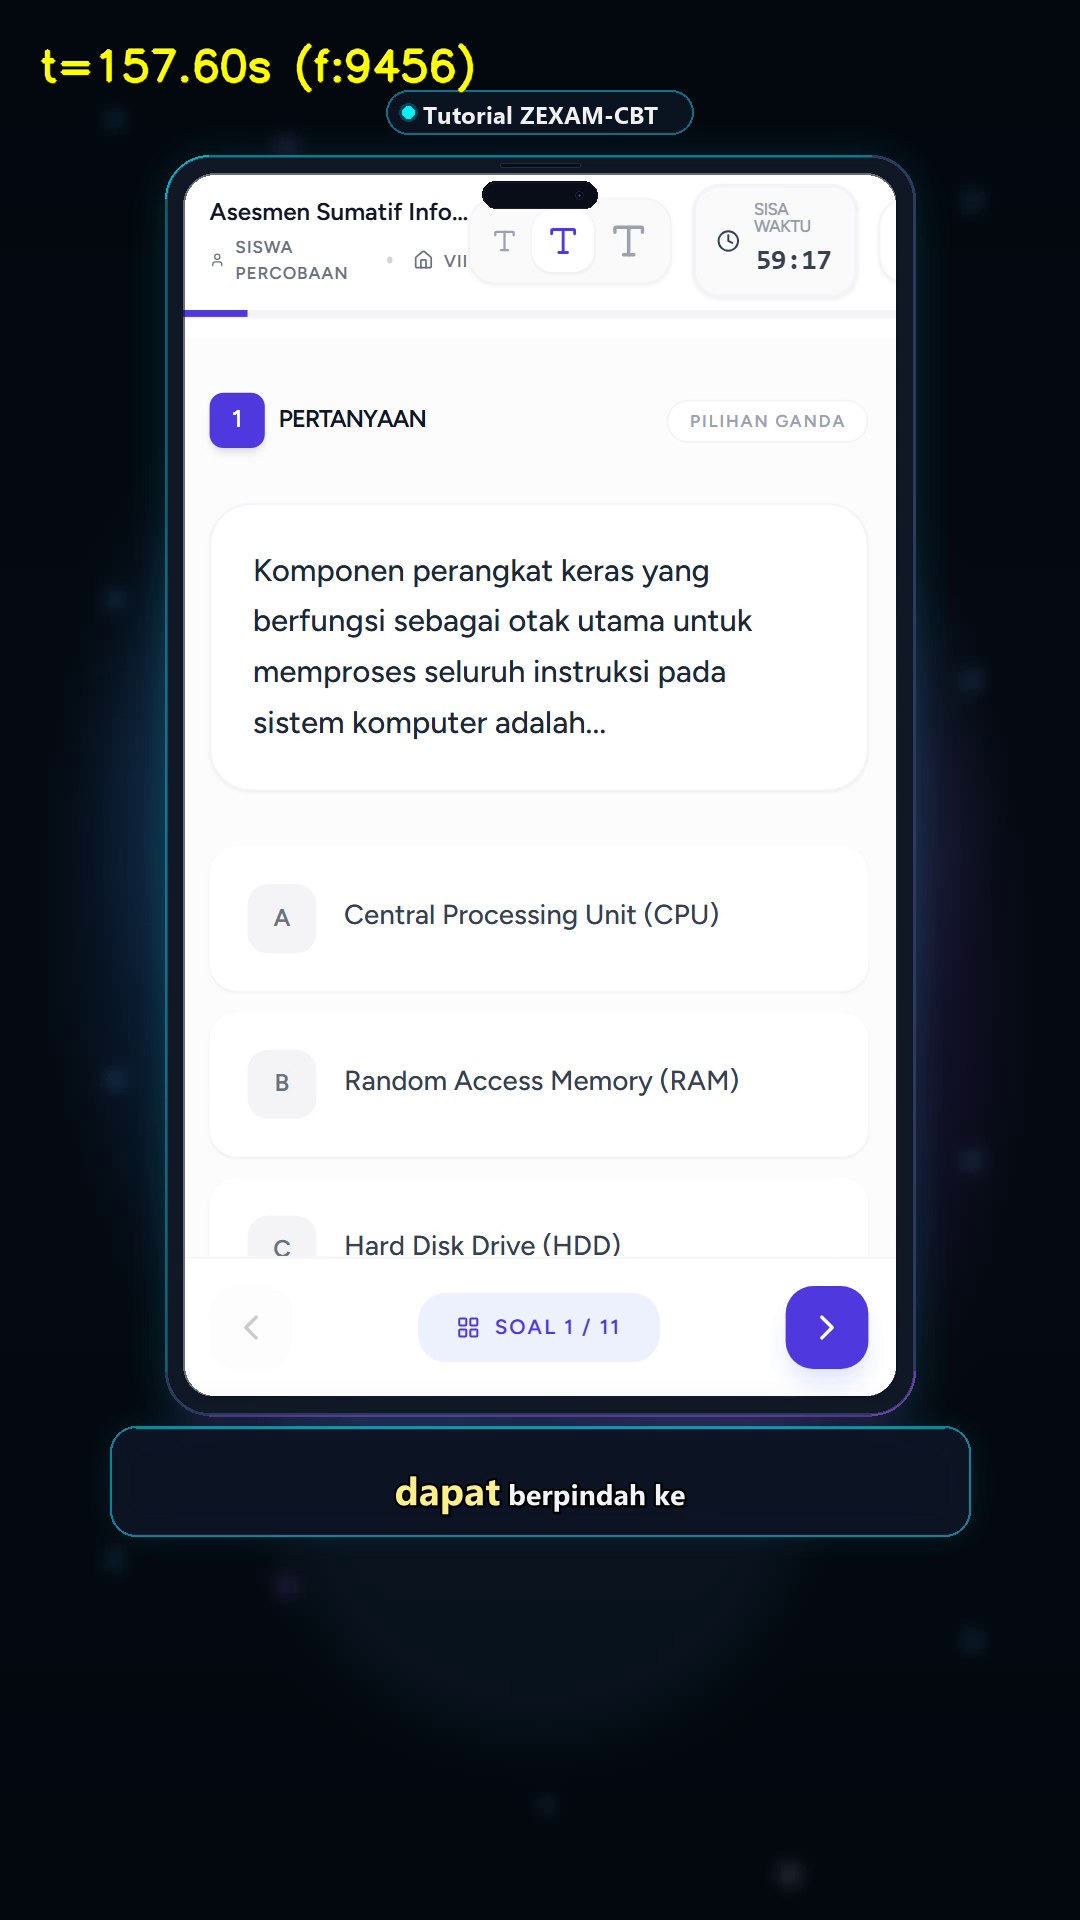 t=157.60s (f:9456)
Tutorial ZEXAM-CBT
Asesmen Sumatif Info...
SISWA
PERCOBAAN
VII
T T T
SISA
WAKTU
59:17
1 PERTANYAAN
PILIHAN GANDA
Komponen perangkat keras yang
berfungsi sebagai otak utama untuk
memproses seluruh instruksi pada
sistem komputer adalah...
A Central Processing Unit (CPU)
B Random Access Memory (RAM)
C Hard Disk Drive (HDD)
SOAL 1 / 11
dapat berpindah ke